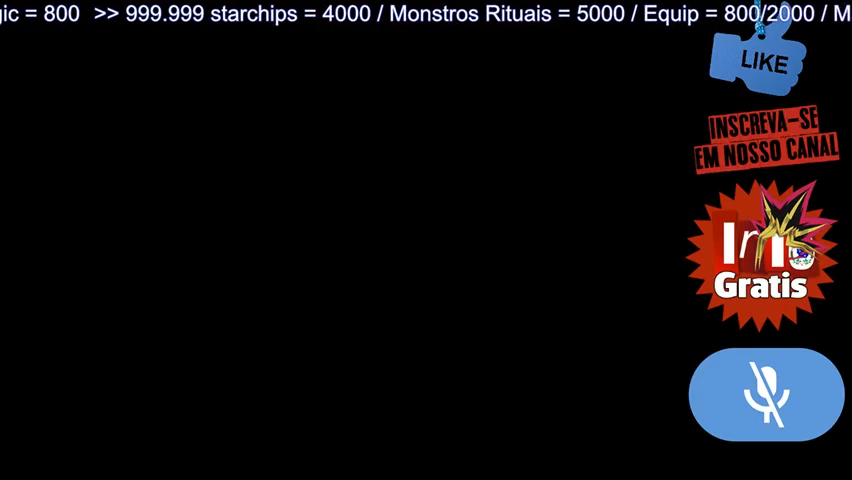 gic = 800 >> 999.999 starchips = 4000 / Monstros Rituais = 5000 / Equip = 800/2000 / M
LIKE
INSCREVA-SE
EM NOSSO CANAL
Gratis